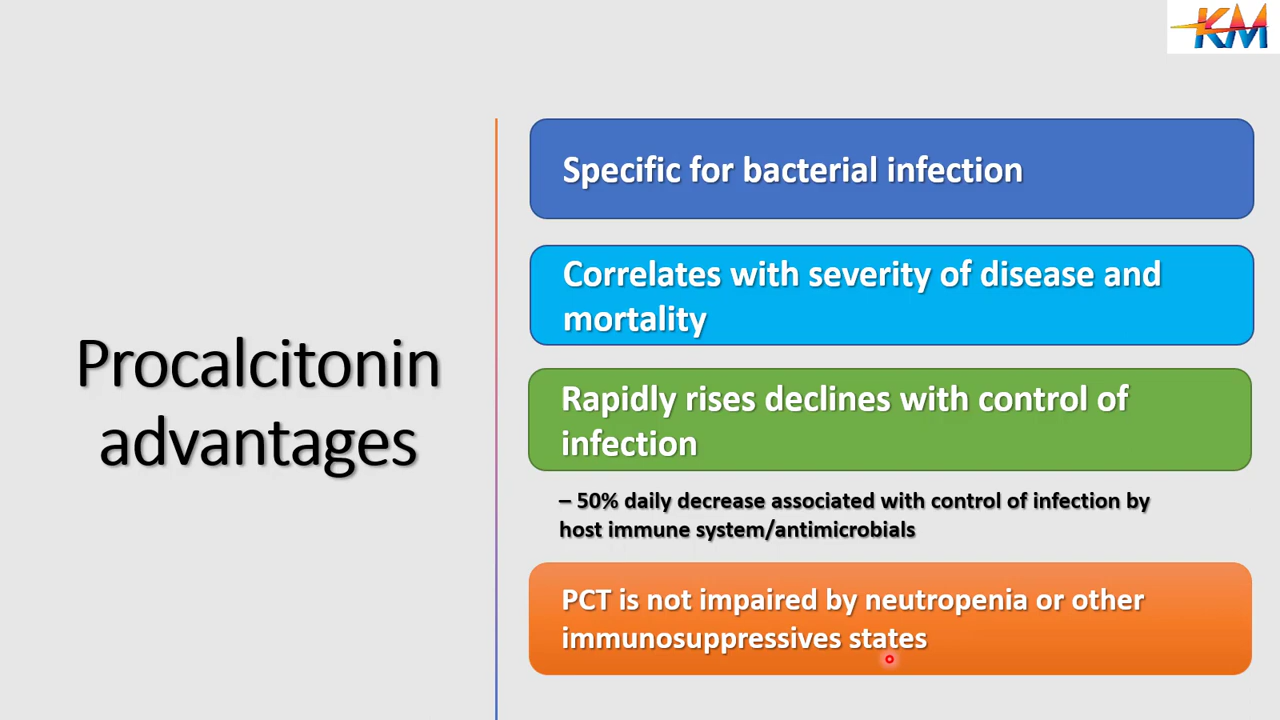 KM
Procalcitonin
advantages
Specific for bacterial infection
Correlates with severity of disease and
mortality
Rapidly rises declines with control of
infection
– 50% daily decrease associated with control of infection by
host immune system/antimicrobials
PCT is not impaired by neutropenia or other
immunosuppressives states